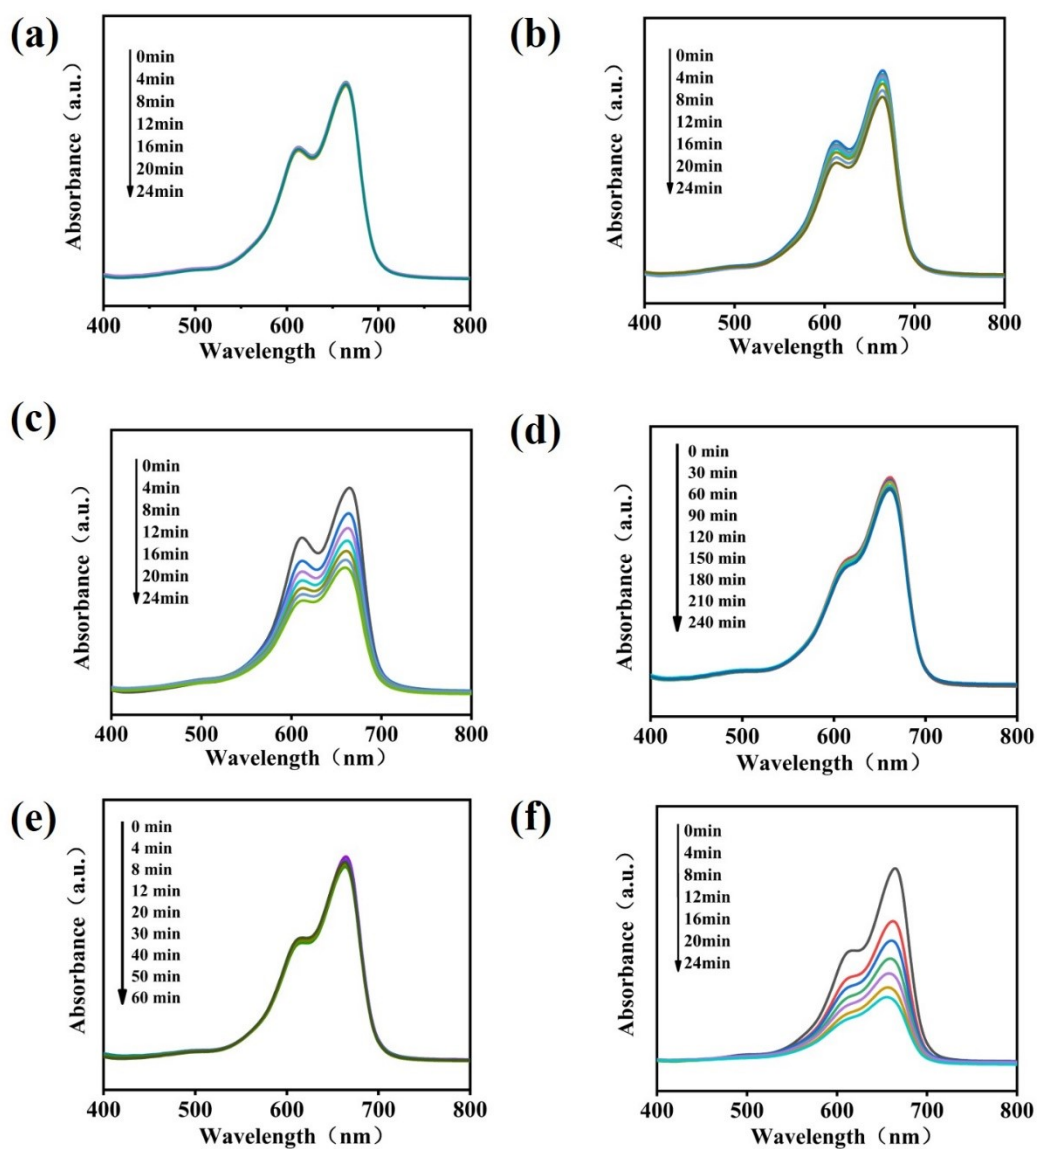 (a)
0min
4min
8min
12min
16min
20min
24min
Absorbance（a.u.）
400 500 600 700 800
Wavelength（nm）
(b)
0min
4min
8min
12min
16min
20min
24min
Absorbance（a.u.）
400 500 600 700 800
Wavelength（nm）
(c)
0min
4min
8min
12min
16min
20min
24min
Absorbance（a.u.）
400 500 600 700 800
Wavelength（nm）
(d)
0 min
30 min
60 min
90 min
120 min
150 min
180 min
210 min
240 min
Absorbance（a.u.）
400 500 600 700 800
Wavelength（nm）
(e)
0 min
4 min
8 min
12 min
20 min
30 min
40 min
50 min
60 min
Absorbance（a.u.）
400 500 600 700 800
Wavelength（nm）
(f)
0min
4min
8min
12min
16min
20min
24min
Absorbance（a.u.）
400 500 600 700 800
Wavelength（nm）